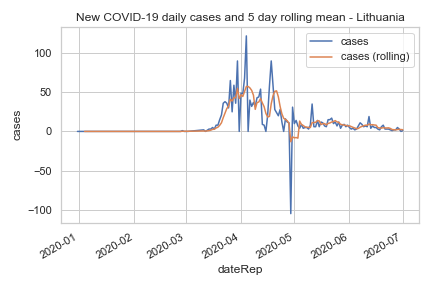 New COVID-19 daily cases and 5 day rolling mean - Lithuania
cases
cases (rolling)
100
50
0
−50
−100
cases
2020-01
2020-02
2020-03
2020-04
2020-05
2020-06
2020-07
dateRep